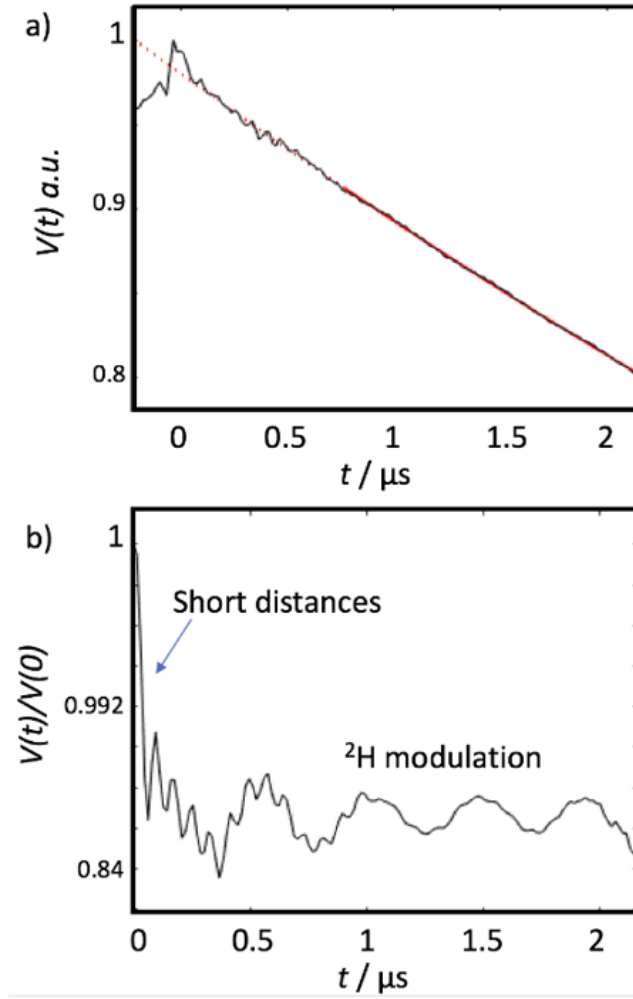 a)
1
0.9
0.8
V(t) a.u.
0
0.5
1
1.5
2
t / μs
b)
1
0.992
0.84
V(t)/V(0)
Short distances
²H modulation
0
0.5
1
1.5
2
t / μs